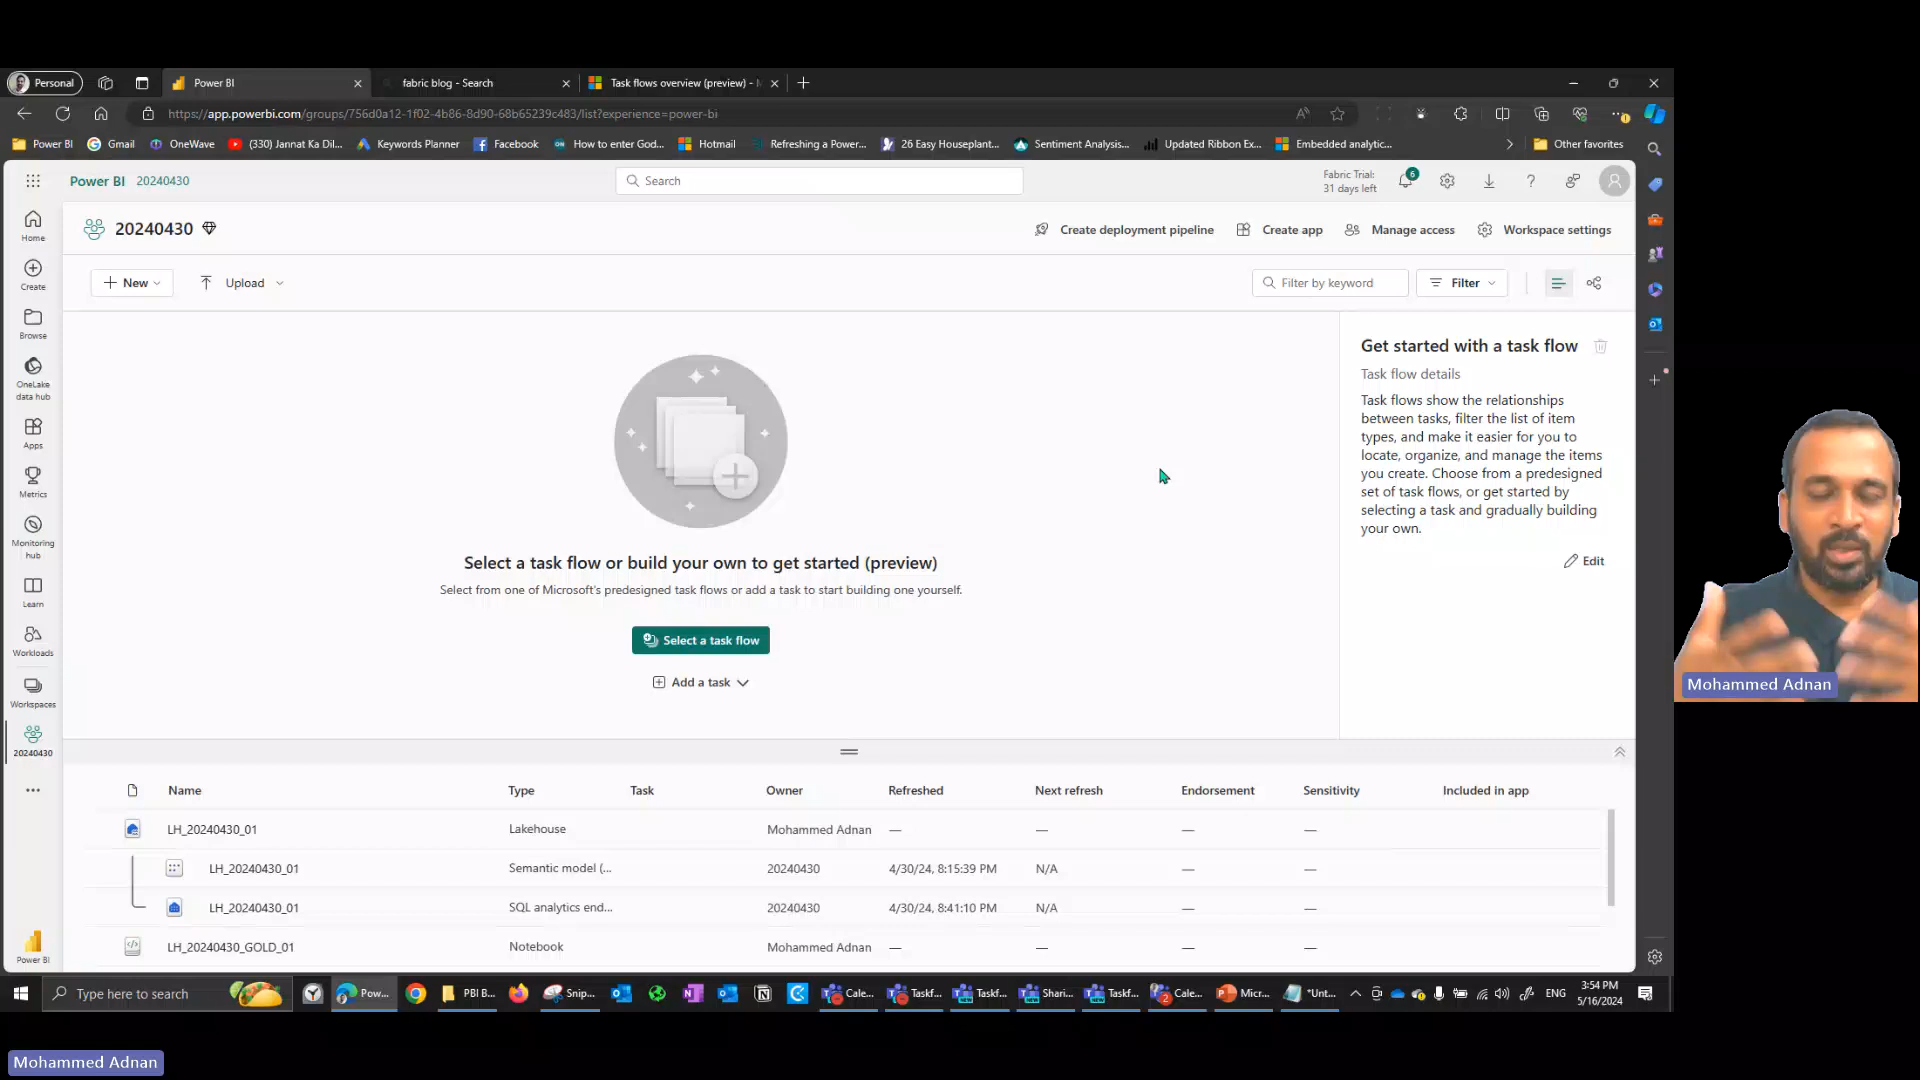 Personal
Power BI
fabric blog - Search
Task flows overview (preview) -
https://app.powerbi.com/groups/756d0a12-1f02-4b86-8d90-68b65239c483/list?experience=power-bi
Power BI
Gmail
OneWave
(330) Jannat Ka Dil...
Keywords Planner
Facebook
How to enter God...
Hotmail
Refreshing a Power...
26 Easy Houseplant...
Sentiment Analysis...
Updated Ribbon Ex...
Embedded analytic...
Other favorites
Power BI 20240430
Search
Fabric Trial:
31 days left
6
20240430
Create deployment pipeline
Create app
Manage access
Workspace settings
New
Upload
Filter by keyword
Filter
Home
Create
Browse
OneLake
data hub
Apps
Metrics
Monitoring
hub
Learn
Workloads
Workspaces
20240430
Power BI
Select a task flow or build your own to get started (preview)
Select from one of Microsoft's predesigned task flows or add a task to start building one yourself.
Select a task flow
Add a task
Get started with a task flow
Task flow details
Task flows show the relationships
between tasks, filter the list of item
types, and make it easier for you to
locate, organize, and manage the items
you create. Choose from a predesigned
set of task flows, or get started by
selecting a task and gradually building
your own.
Edit
Name Type Task Owner Refreshed Next refresh Endorsement Sensitivity Included in app
LH_20240430_01 Lakehouse Mohammed Adnan — — — —
LH_20240430_01 Semantic model (... 20240430 4/30/24, 8:15:39 PM N/A — —
LH_20240430_01 SQL analytics end... 20240430 4/30/24, 8:41:10 PM N/A — —
LH_20240430_GOLD_01 Notebook Mohammed Adnan — — — —
Mohammed Adnan
Type here to search
Pow...
PBI B...
Snip...
Cale...
Taskf...
Taskf...
Shari...
Taskf...
2
Cale...
Micr...
*Unt...
ENG
3:54 PM
5/16/2024
Mohammed Adnan